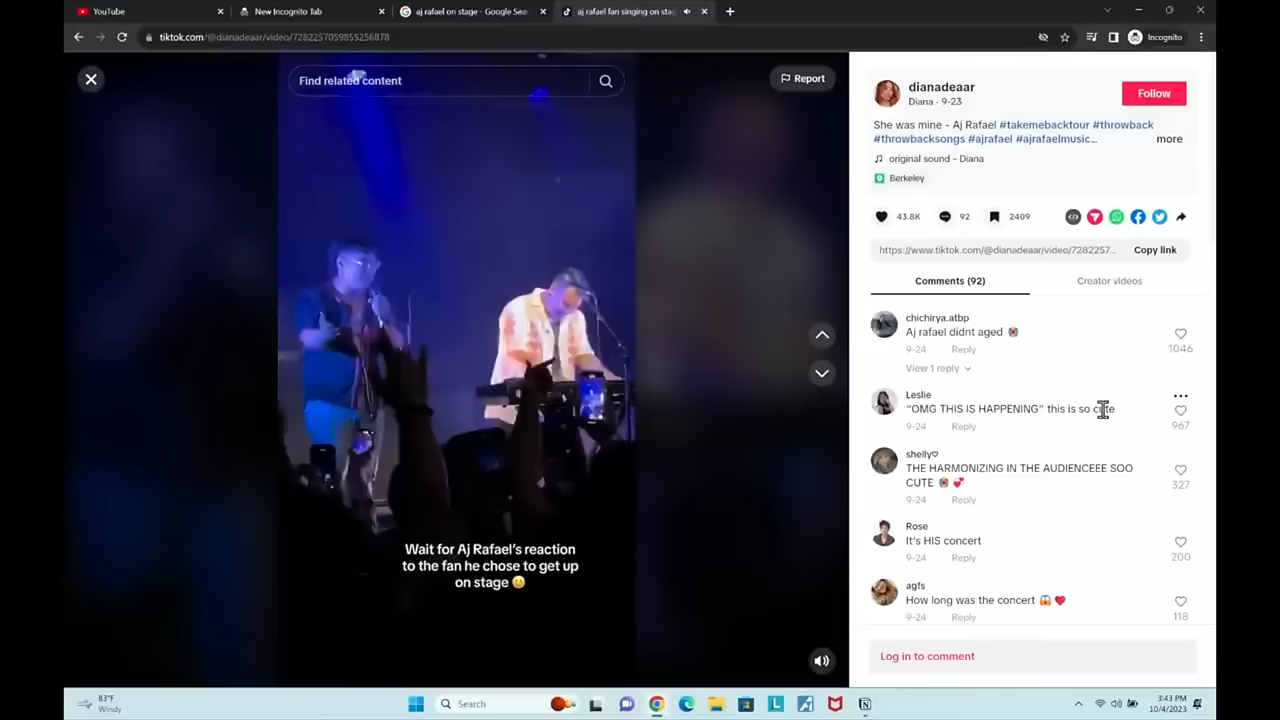 YouTube
New Incognito Tab
aj rafael on stage - Google Sea
aj rafael fan singing on stag
tiktok.com/@dianadeaar/video/7282257059855256878
Incognito
Find related content
Report
dianadeaar
Diana · 9-23
Follow
She was mine - Aj Rafael #takemebacktour #throwback
#throwbacksongs #ajrafael #ajrafaelmusic...
more
original sound - Diana
Berkeley
43.8K
92
2409
https://www.tiktok.com/@dianadeaar/video/7282257...
Copy link
Comments (92)
Creator videos
chichirya.atbp
Aj rafael didnt aged 😭
9-24 Reply
1046
View 1 reply
Leslie
“OMG THIS IS HAPPENING” this is so cute
9-24 Reply
967
shelly♡
THE HARMONIZING IN THE AUDIENCEEE SOO
CUTE 😭 💞
9-24 Reply
327
Rose
It's HIS concert
9-24 Reply
200
agfs
How long was the concert 😱 ❤️
9-24 Reply
118
Log in to comment
Wait for Aj Rafael's reaction
to the fan he chose to get up
on stage 😄
83°F
Windy
Search
3:43 PM
10/4/2023